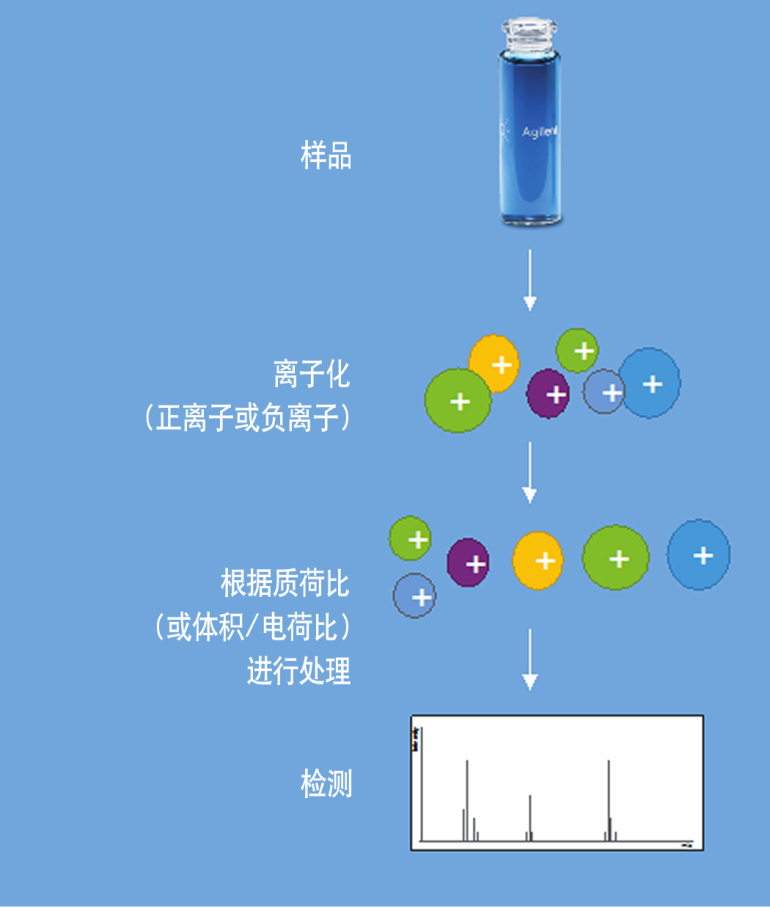 样品
Agilent
离子化
（正离子或负离子）
根据质荷比
（或体积/电荷比）
进行处理
检测